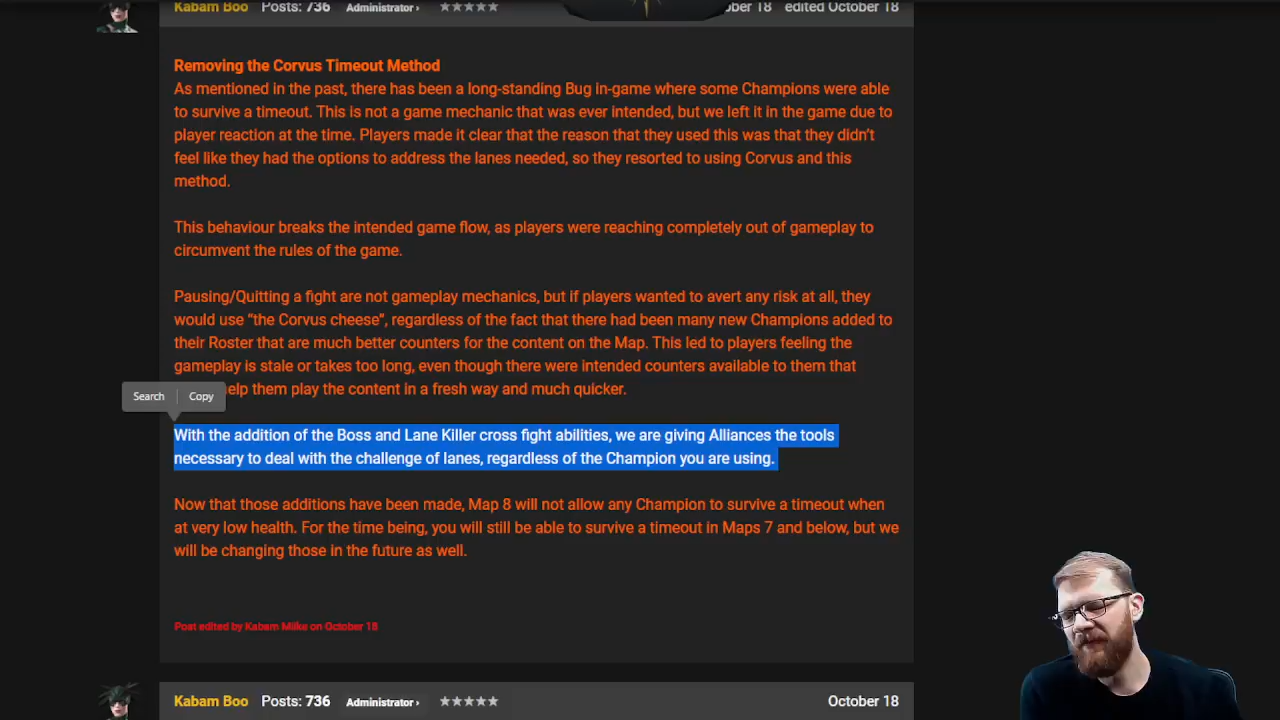 Kabam Boo Posts: 736 Administrator › October 18 edited October 18
Removing the Corvus Timeout Method
As mentioned in the past, there has been a long-standing Bug in-game where some Champions were able
to survive a timeout. This is not a game mechanic that was ever intended, but we left it in the game due to
player reaction at the time. Players made it clear that the reason that they used this was that they didn't
feel like they had the options to address the lanes needed, so they resorted to using Corvus and this
method.
This behaviour breaks the intended game flow, as players were reaching completely out of gameplay to
circumvent the rules of the game.
Pausing/Quitting a fight are not gameplay mechanics, but if players wanted to avert any risk at all, they
would use "the Corvus cheese", regardless of the fact that there had been many new Champions added to
their Roster that are much better counters for the content on the Map. This led to players feeling the
gameplay is stale or takes too long, even though there were intended counters available to them that
Search Copy
help them play the content in a fresh way and much quicker.
With the addition of the Boss and Lane Killer cross fight abilities, we are giving Alliances the tools
necessary to deal with the challenge of lanes, regardless of the Champion you are using.
Now that those additions have been made, Map 8 will not allow any Champion to survive a timeout when
at very low health. For the time being, you will still be able to survive a timeout in Maps 7 and below, but we
will be changing those in the future as well.
Post edited by Kabam Miike on October 18
Kabam Boo Posts: 736 Administrator › October 18